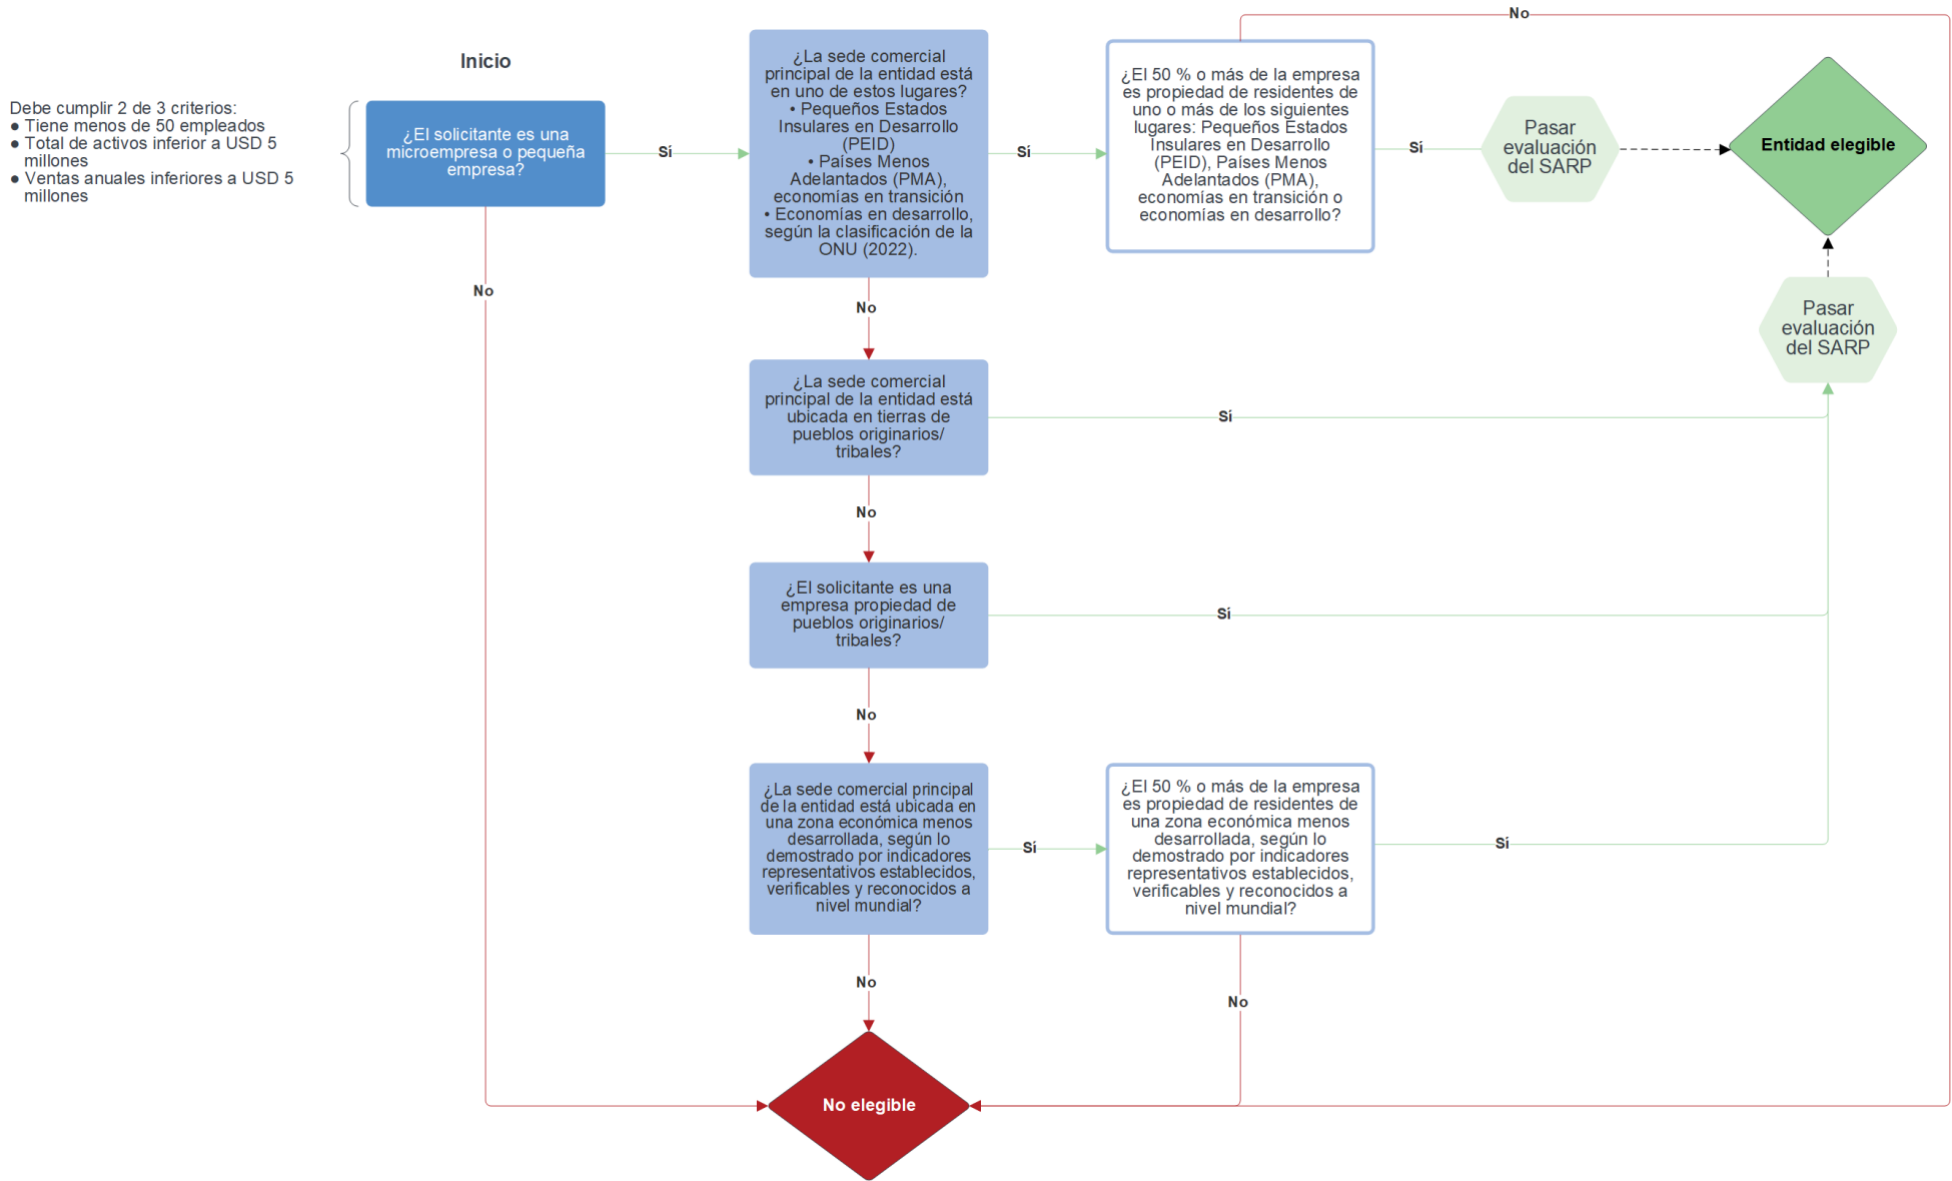 Inicio
Debe cumplir 2 de 3 criterios:
● Tiene menos de 50 empleados
● Total de activos inferior a USD 5
millones
● Ventas anuales inferiores a USD 5
millones
¿El solicitante es una
microempresa o pequeña
empresa?
Sí
No
¿La sede comercial
principal de la entidad está
en uno de estos lugares?
• Pequeños Estados
Insulares en Desarrollo
(PEID)
• Países Menos
Adelantados (PMA),
economías en transición
• Economías en desarrollo,
según la clasificación de la
ONU (2022).
Sí
No
¿El 50 % o más de la empresa
es propiedad de residentes de
uno o más de los siguientes
lugares: Pequeños Estados
Insulares en Desarrollo
(PEID), Países Menos
Adelantados (PMA),
economías en transición o
economías en desarrollo?
No
Sí
Pasar
evaluación
del SARP
Entidad elegible
Pasar
evaluación
del SARP
¿La sede comercial
principal de la entidad está
ubicada en tierras de
pueblos originarios/
tribales?
Sí
No
¿El solicitante es una
empresa propiedad de
pueblos originarios/
tribales?
Sí
No
¿La sede comercial principal
de la entidad está ubicada en
una zona económica menos
desarrollada, según lo
demostrado por indicadores
representativos establecidos,
verificables y reconocidos a
nivel mundial?
Sí
No
¿El 50 % o más de la empresa
es propiedad de residentes de
una zona económica menos
desarrollada, según lo
demostrado por indicadores
representativos establecidos,
verificables y reconocidos a
nivel mundial?
Sí
No
No elegible